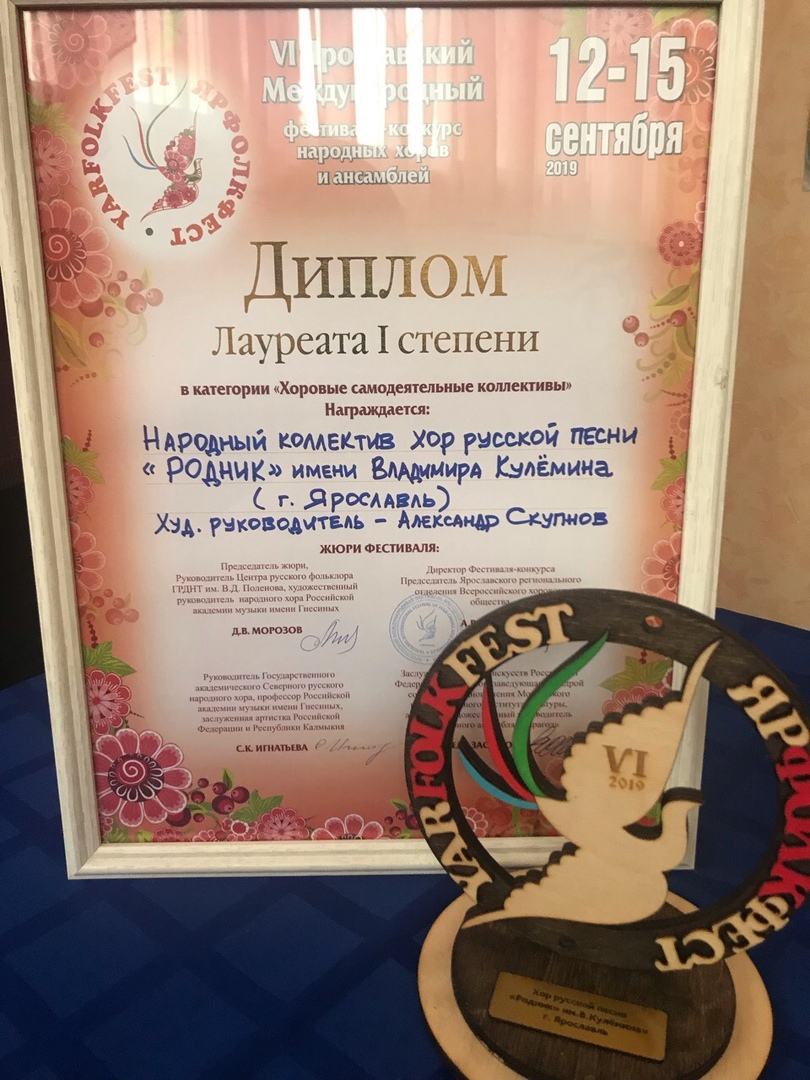 YARFOLKFEST ЯРФОЛКФЕСТ
VI Ярославский
Международный
фестиваль-конкурс
народных хоров
и ансамблей
12-15
сентября
2019
Диплом
Лауреата I степени
в категории «Хоровые самодеятельные коллективы»
Награждается:
Народный коллектив хор русской песни
«Родник» имени Владимира Кулёмина
(г. Ярославль)
Худ. руководитель – Александр Скупнов
ЖЮРИ ФЕСТИВАЛЯ:
Председатель жюри,
Руководитель Центра русского фольклора
ГРДНТ им. В.Д. Поленова, художественный
руководитель народного хора Российской
академии музыки имени Гнесиных
Д.В. МОРОЗОВ
Директор Фестиваля-конкурса
Председатель Ярославского регионального
отделения Всероссийского
общества
Руководитель Государственного
академического Северного русского
народного хора, профессор Российской
академии музыки имени Гнесиных,
заслуженная артистка Российской
Федерации и Республики Калмыкия
С.К. ИГНАТЬЕВА
YARFOLKFEST ЯРФОЛКФЕСТ
VI
2019
Хор русской песни
«Родник» им.В.Кулёмина»
г. Ярославль